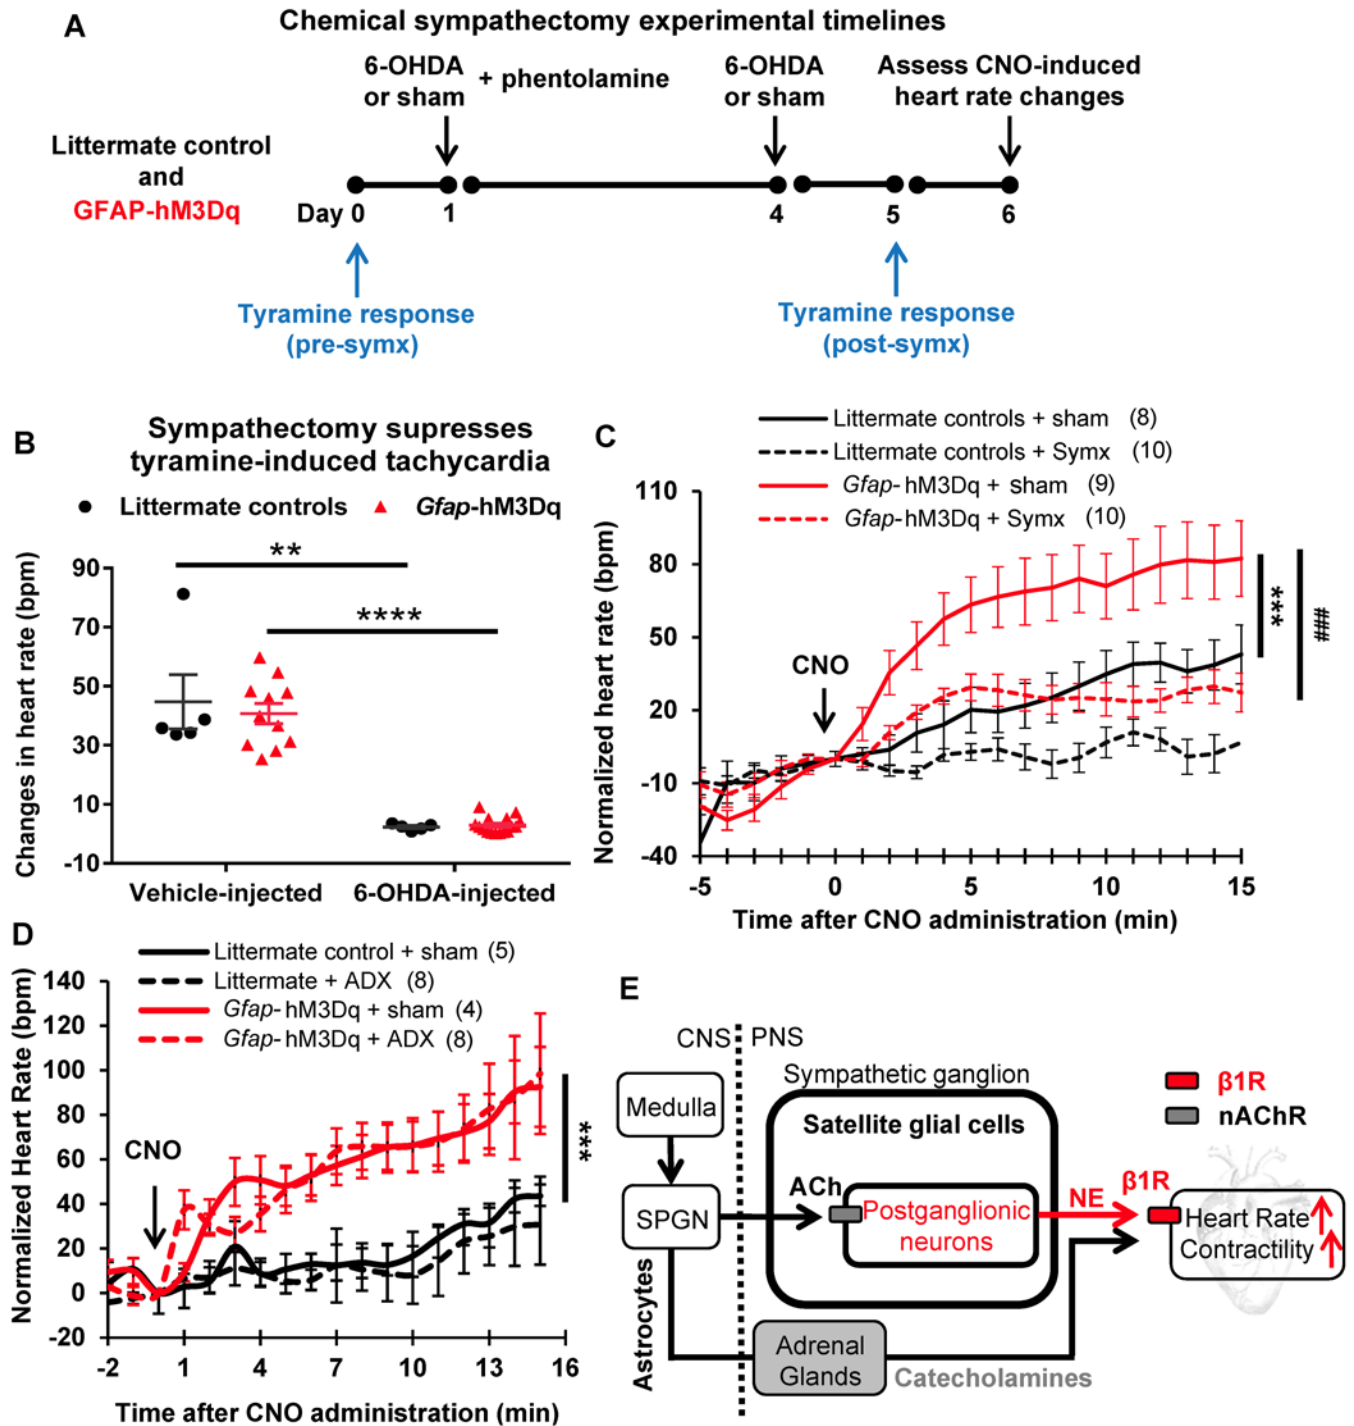 A
Chemical sympathectomy experimental timelines
6-OHDA
or sham
+ phentolamine
6-OHDA
or sham
Assess CNO-induced
heart rate changes
Littermate control
and
GFAP-hM3Dq
Day 0
1
4
5
6
Tyramine response
(pre-symx)
Tyramine response
(post-symx)
B
Sympathectomy supresses
tyramine-induced tachycardia
Littermate controls
Gfap-hM3Dq
Changes in heart rate (bpm)
90
70
50
30
10
-10
**
****
Vehicle-injected
6-OHDA-injected
C
Littermate controls + sham (8)
Littermate controls + Symx (10)
Gfap-hM3Dq + sham (9)
Gfap-hM3Dq + Symx (10)
Normalized heart rate (bpm)
110
80
50
20
-10
-40
CNO
***
###
-5
0
5
10
15
Time after CNO administration (min)
D
Littermate control + sham (5)
Littermate + ADX (8)
Gfap-hM3Dq + sham (4)
Gfap-hM3Dq + ADX (8)
Normalized Heart Rate (bpm)
140
120
100
80
60
40
20
0
-20
CNO
***
-2
1
4
7
10
13
16
Time after CNO administration (min)
E
CNS
PNS
Medulla
SPGN
Astrocytes
Sympathetic ganglion
Satellite glial cells
ACh
Postganglionic
neurons
NE
β1R
β1R
nAChR
Heart Rate
Contractility
Adrenal
Glands
Catecholamines